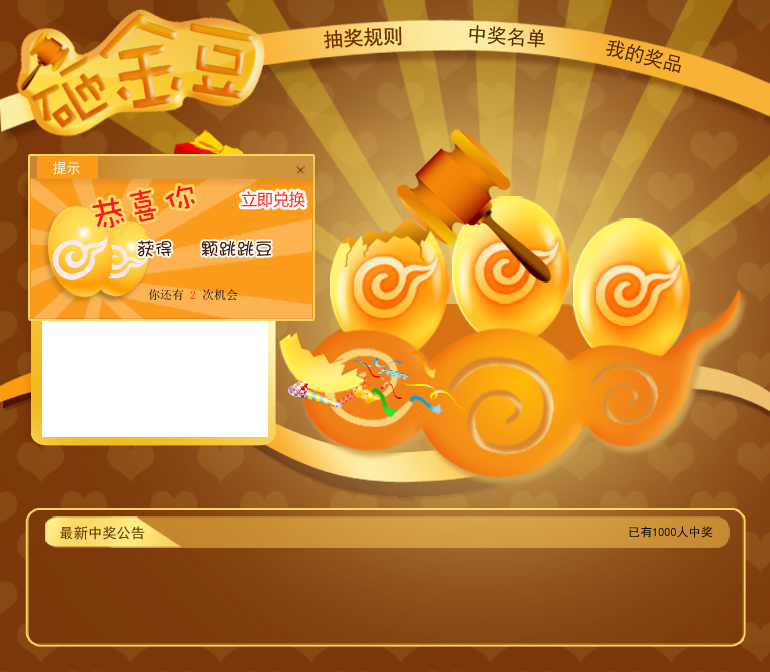 砸金豆
抽奖规则
中奖名单
我的奖品
提示
×
恭喜你
立即兑换
获得 颗跳跳豆
你还有 2 次机会
最新中奖公告
已有1000人中奖